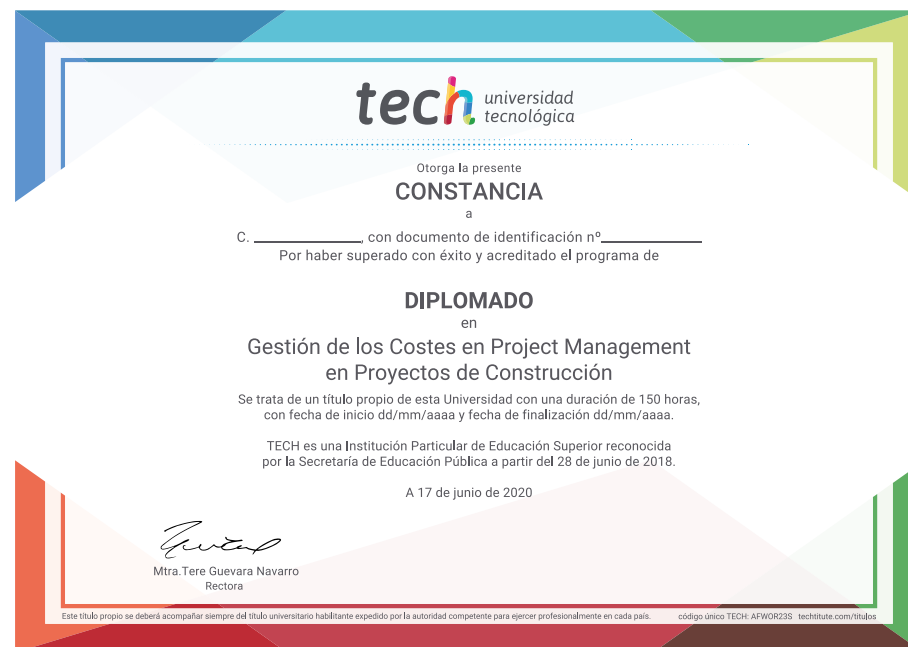 tech universidad
tecnológica
Otorga la presente
CONSTANCIA
a
C. ____________, con documento de identificación nº____________
Por haber superado con éxito y acreditado el programa de
DIPLOMADO
en
Gestión de los Costes en Project Management
en Proyectos de Construcción
Se trata de un título propio de esta Universidad con una duración de 150 horas,
con fecha de inicio dd/mm/aaaa y fecha de finalización dd/mm/aaaa.
TECH es una Institución Particular de Educación Superior reconocida
por la Secretaría de Educación Pública a partir del 28 de junio de 2018.
A 17 de junio de 2020
Mtra.Tere Guevara Navarro
Rectora
Este título propio se deberá acompañar siempre del título universitario habilitante expedido por la autoridad competente para ejercer profesionalmente en cada país. código único TECH: AFWOR23S techtitute.com/titulos